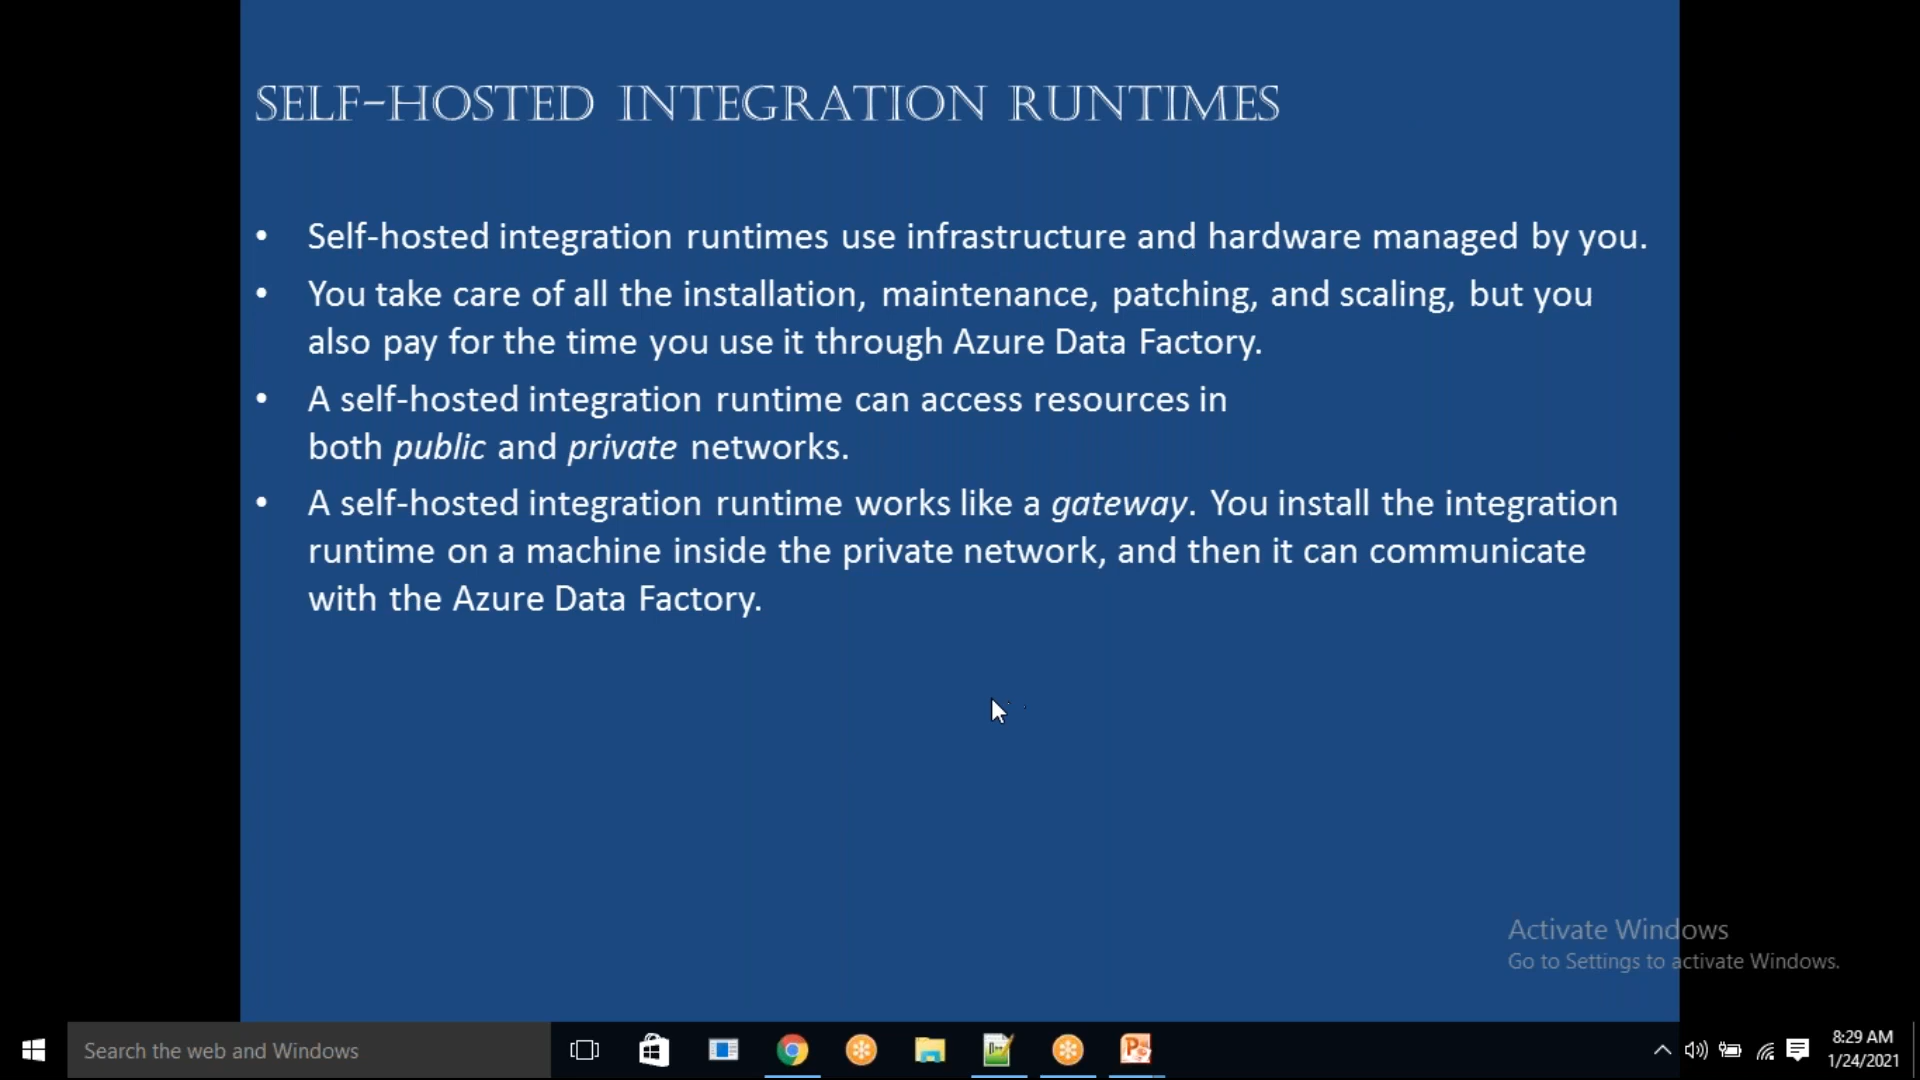 SELF-HOSTED INTEGRATION RUNTIMES
• Self-hosted integration runtimes use infrastructure and hardware managed by you.
• You take care of all the installation, maintenance, patching, and scaling, but you
also pay for the time you use it through Azure Data Factory.
• A self-hosted integration runtime can access resources in
both public and private networks.
• A self-hosted integration runtime works like a gateway. You install the integration
runtime on a machine inside the private network, and then it can communicate
with the Azure Data Factory.
Activate Windows
Go to Settings to activate Windows.
Search the web and Windows
8:29 AM
1/24/2021